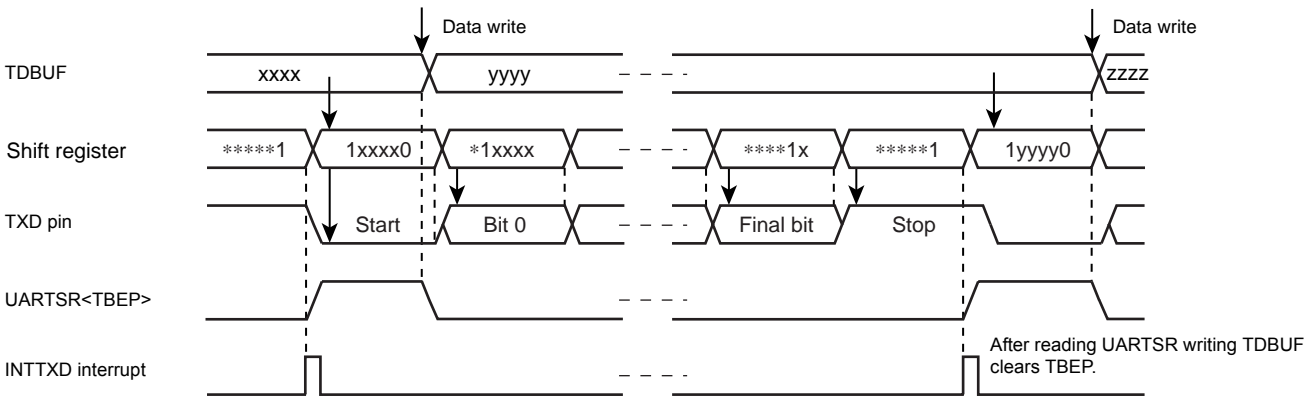 Data write
Data write
TDBUF
xxxx
yyyy
zzzz
Shift register
*****1
1xxxx0
*1xxxx
****1x
*****1
1yyyy0
TXD pin
Start
Bit 0
Final bit
Stop
UARTSR<TBEP>
After reading UARTSR writing TDBUF
clears TBEP.
INTTXD interrupt